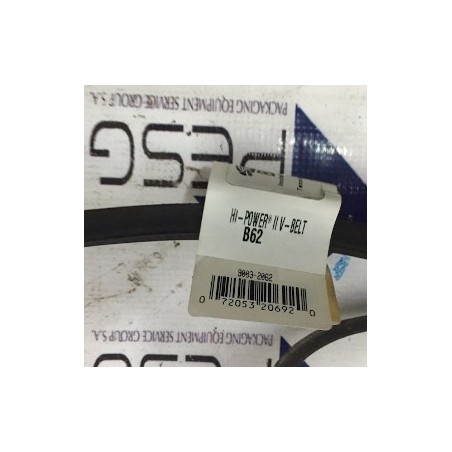 PACKAGING EQUIPMENT SERVICE GROUP S.A.
PESG
HI-POWER® II V-BELT
B62
9003-2062
0 72053 20692 0
PACKAGING EQUIPMENT SERVICE GROUP S.A.
PESG